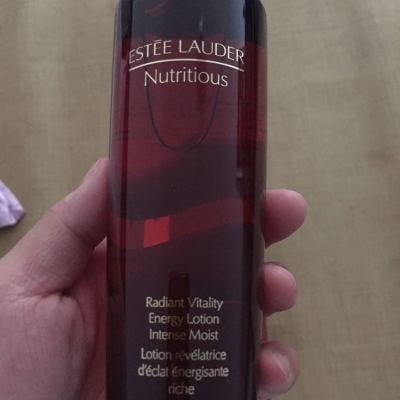 ESTĒE LAUDER
Nutritious
Radiant Vitality
Energy Lotion
Intense Moist
Lotion révélatrice
d'éclat énergisante
riche